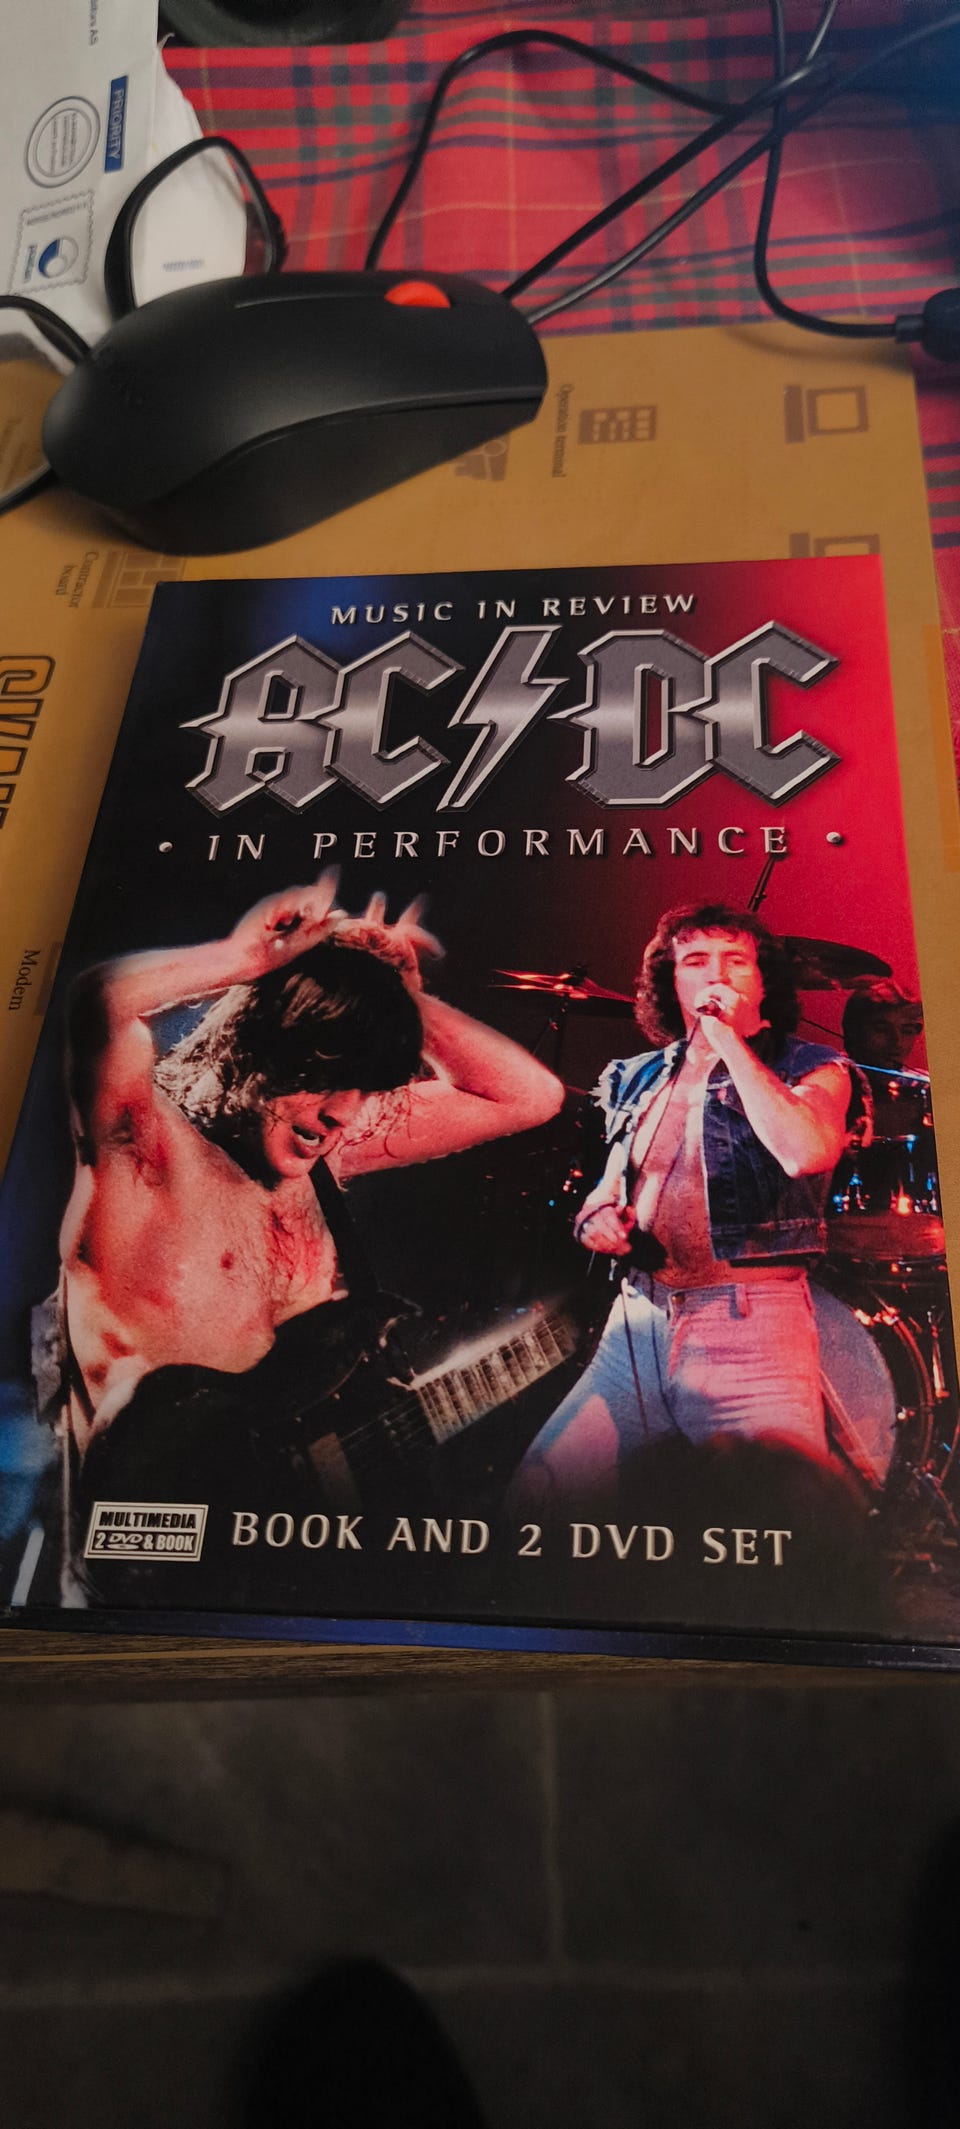 PRIORITY
Operation terminal
Contractor
board
Modem
MUSIC IN REVIEW
AC DC
• IN PERFORMANCE •
MULTIMEDIA
2 DVD & BOOK
BOOK AND 2 DVD SET